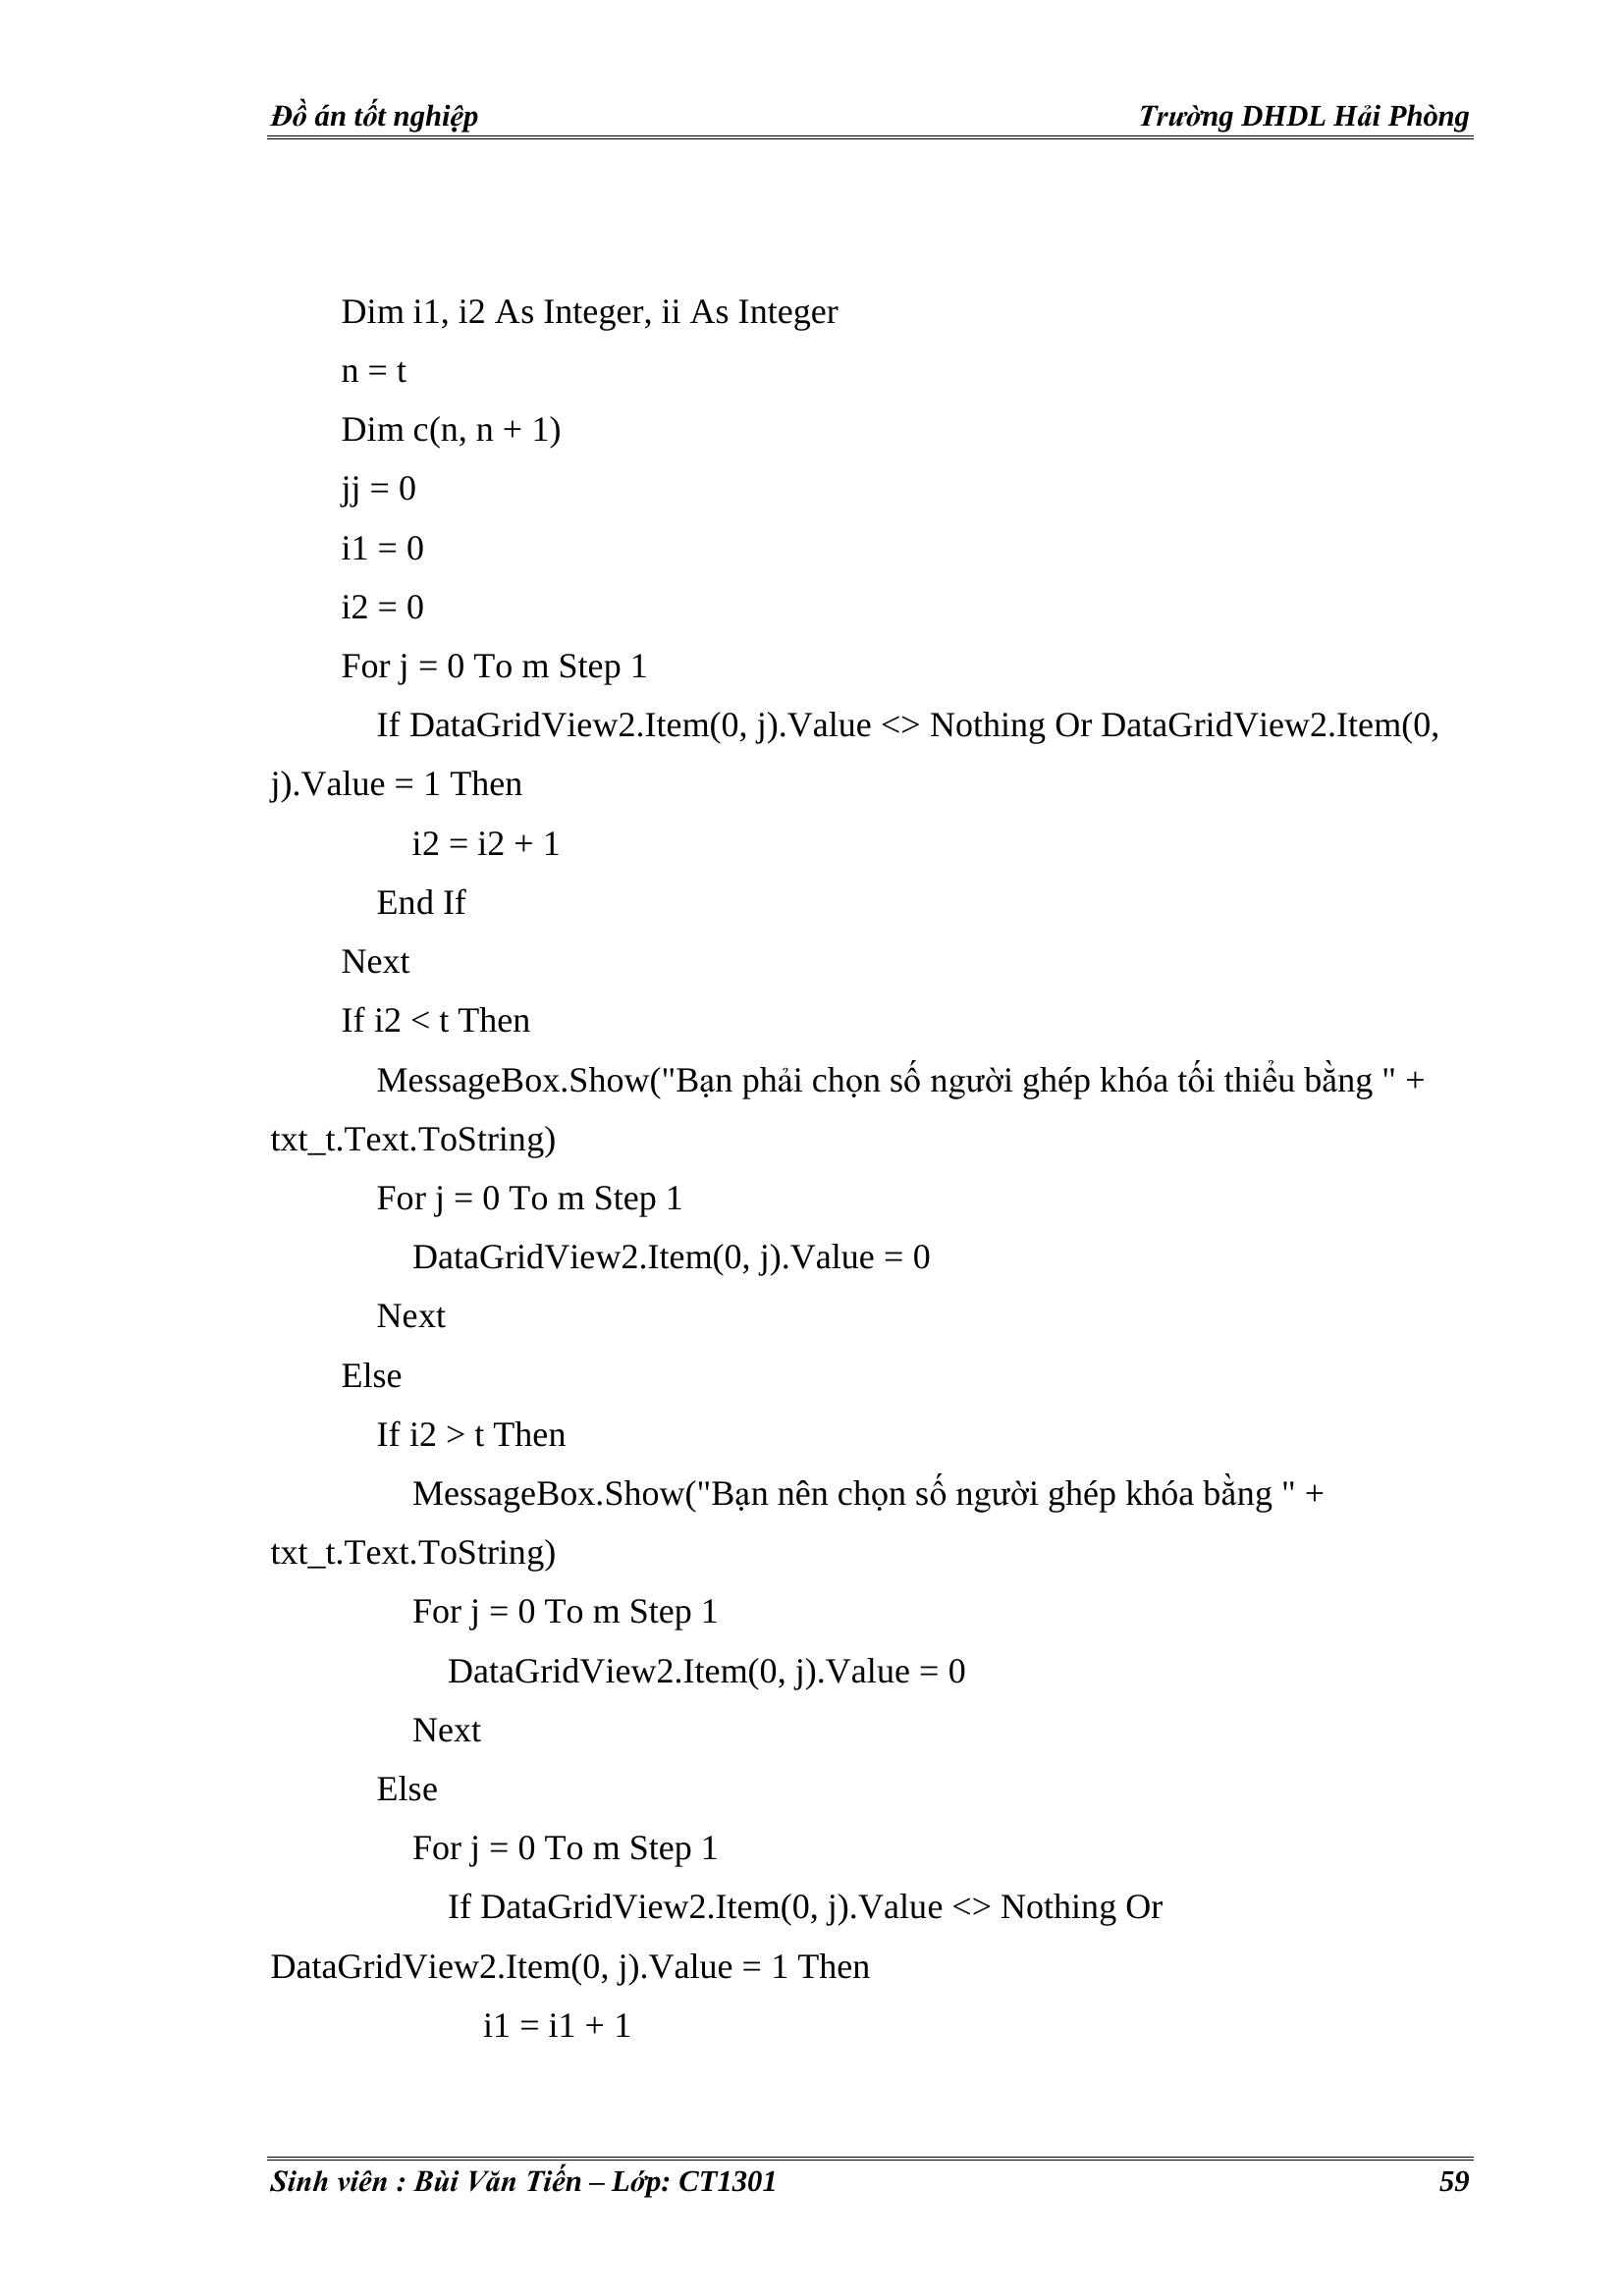 Đồ án tốt nghiệp Trường DHDL Hải Phòng
Dim i1, i2 As Integer, ii As Integer
n = t
Dim c(n, n + 1)
jj = 0
i1 = 0
i2 = 0
For j = 0 To m Step 1
If DataGridView2.Item(0, j).Value <> Nothing Or DataGridView2.Item(0,
j).Value = 1 Then
i2 = i2 + 1
End If
Next
If i2 < t Then
MessageBox.Show("Bạn phải chọn số người ghép khóa tối thiểu bằng " +
txt_t.Text.ToString)
For j = 0 To m Step 1
DataGridView2.Item(0, j).Value = 0
Next
Else
If i2 > t Then
MessageBox.Show("Bạn nên chọn số người ghép khóa bằng " +
txt_t.Text.ToString)
For j = 0 To m Step 1
DataGridView2.Item(0, j).Value = 0
Next
Else
For j = 0 To m Step 1
If DataGridView2.Item(0, j).Value <> Nothing Or
DataGridView2.Item(0, j).Value = 1 Then
i1 = i1 + 1
Sinh viên : Bùi Văn Tiến – Lớp: CT1301 59